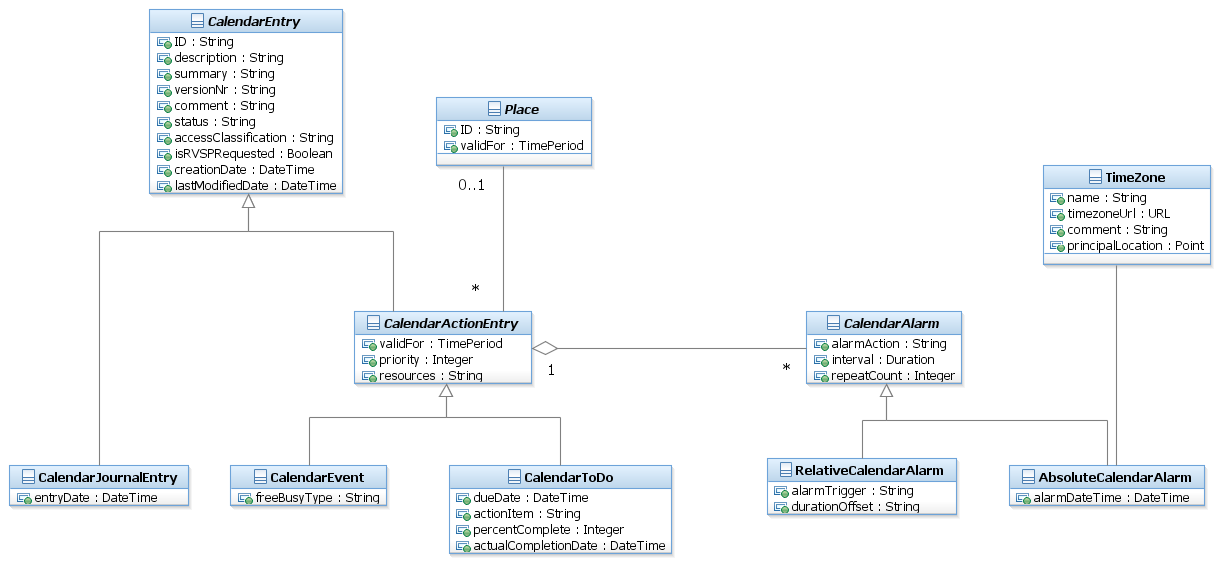 CalendarEntry
ID : String
description : String
summary : String
versionNr : String
comment : String
status : String
accessClassification : String
isRVSPRequested : Boolean
creationDate : DateTime
lastModifiedDate : DateTime
Place
ID : String
validFor : TimePeriod
0..1
*
TimeZone
name : String
timezoneUrl : URL
comment : String
principalLocation : Point
CalendarActionEntry
validFor : TimePeriod
priority : Integer
resources : String
1
*
CalendarAlarm
alarmAction : String
interval : Duration
repeatCount : Integer
CalendarJournalEntry
entryDate : DateTime
CalendarEvent
freeBusyType : String
CalendarToDo
dueDate : DateTime
actionItem : String
percentComplete : Integer
actualCompletionDate : DateTime
RelativeCalendarAlarm
alarmTrigger : String
durationOffset : String
AbsoluteCalendarAlarm
alarmDateTime : DateTime